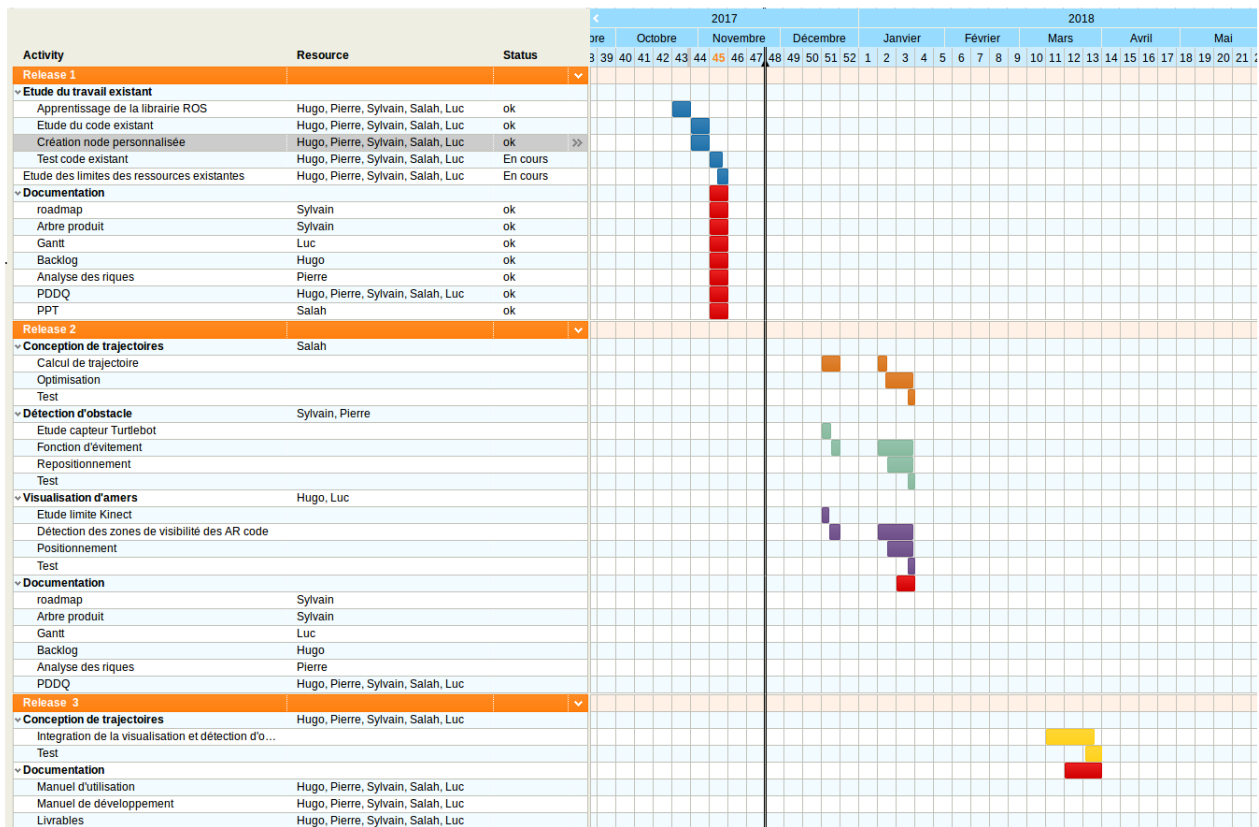 2017 2018
bre Octobre Novembre Décembre Janvier Février Mars Avril Mai
Activity Resource Status 8 39 40 41 42 43 44 45 46 47 48 49 50 51 52 1 2 3 4 5 6 7 8 9 10 11 12 13 14 15 16 17 18 19 20 21 2
Release 1
Etude du travail existant
Apprentissage de la librairie ROS Hugo, Pierre, Sylvain, Salah, Luc ok
Etude du code existant Hugo, Pierre, Sylvain, Salah, Luc ok
Création node personnalisée Hugo, Pierre, Sylvain, Salah, Luc ok
Test code existant Hugo, Pierre, Sylvain, Salah, Luc En cours
Etude des limites des ressources existantes Hugo, Pierre, Sylvain, Salah, Luc En cours
Documentation
roadmap Sylvain ok
Arbre produit Sylvain ok
Gantt Luc ok
Backlog Hugo ok
Analyse des riques Pierre ok
PDDQ Hugo, Pierre, Sylvain, Salah, Luc ok
PPT Salah ok
Release 2
Conception de trajectoires Salah
Calcul de trajectoire
Optimisation
Test
Détection d'obstacle Sylvain, Pierre
Etude capteur Turtlebot
Fonction d'évitement
Repositionnement
Test
Visualisation d'amers Hugo, Luc
Etude limite Kinect
Détection des zones de visibilité des AR code
Positionnement
Test
Documentation
roadmap Sylvain
Arbre produit Sylvain
Gantt Luc
Backlog Hugo
Analyse des riques Pierre
PDDQ Hugo, Pierre, Sylvain, Salah, Luc
Release 3
Conception de trajectoires Hugo, Pierre, Sylvain, Salah, Luc
Integration de la visualisation et détection d'o...
Test
Documentation
Manuel d'utilisation Hugo, Pierre, Sylvain, Salah, Luc
Manuel de développement Hugo, Pierre, Sylvain, Salah, Luc
Livrables Hugo, Pierre, Sylvain, Salah, Luc